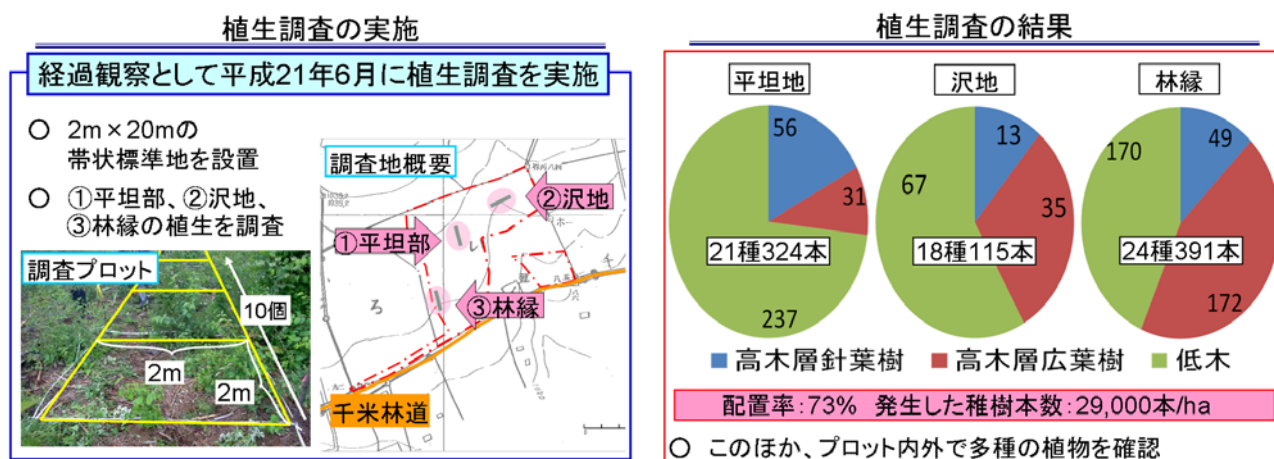 植生調査の実施
経過観察として平成21年6月に植生調査を実施
○ 2m×20mの
帯状標準地を設置
○ ①平坦部、②沢地、
③林縁の植生を調査
調査プロット
10個
2m
2m
調査地概要
②沢地
①平坦部
③林縁
ろ
千米林道
植生調査の結果
平坦地
56
31
21種324本
237
沢地
13
35
67
18種115本
林縁
49
170
24種391本
172
高木層針葉樹 高木層広葉樹 低木
配置率:73% 発生した稚樹本数:29,000本/ha
○ このほか、プロット内外で多種の植物を確認